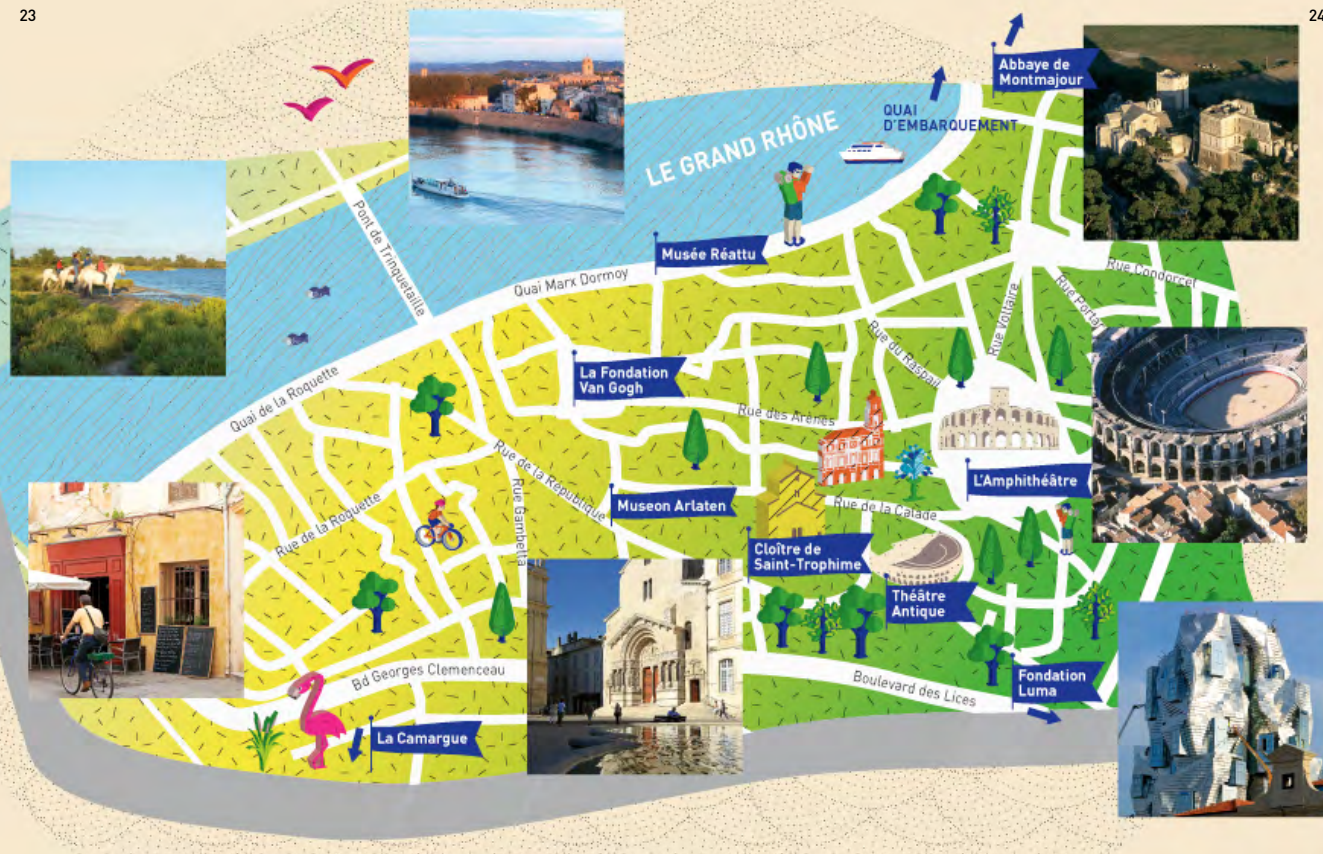 23
24
Abbaye de
Montmajour
QUAI
D'EMBARQUEMENT
LE GRAND RHÔNE
Pont de Trinquetaille
Musée Réattu
Quai Marx Dormoy
Rue Condorcel
Rue Porta
Rue Voltaire
Rue du Raspail
La Fondation
Van Gogh
Quai de la Roquette
Rue des Arènes
Rue de la République
Rue Gambetta
Rue de la Roquette
L'Amphithéâtre
Museon Arlaten
Rue de la Calade
Cloître de
Saint-Trophime
Théâtre
Antique
Bd Georges Clemenceau
Boulevard des Lices
Fondation
Luma
La Camargue